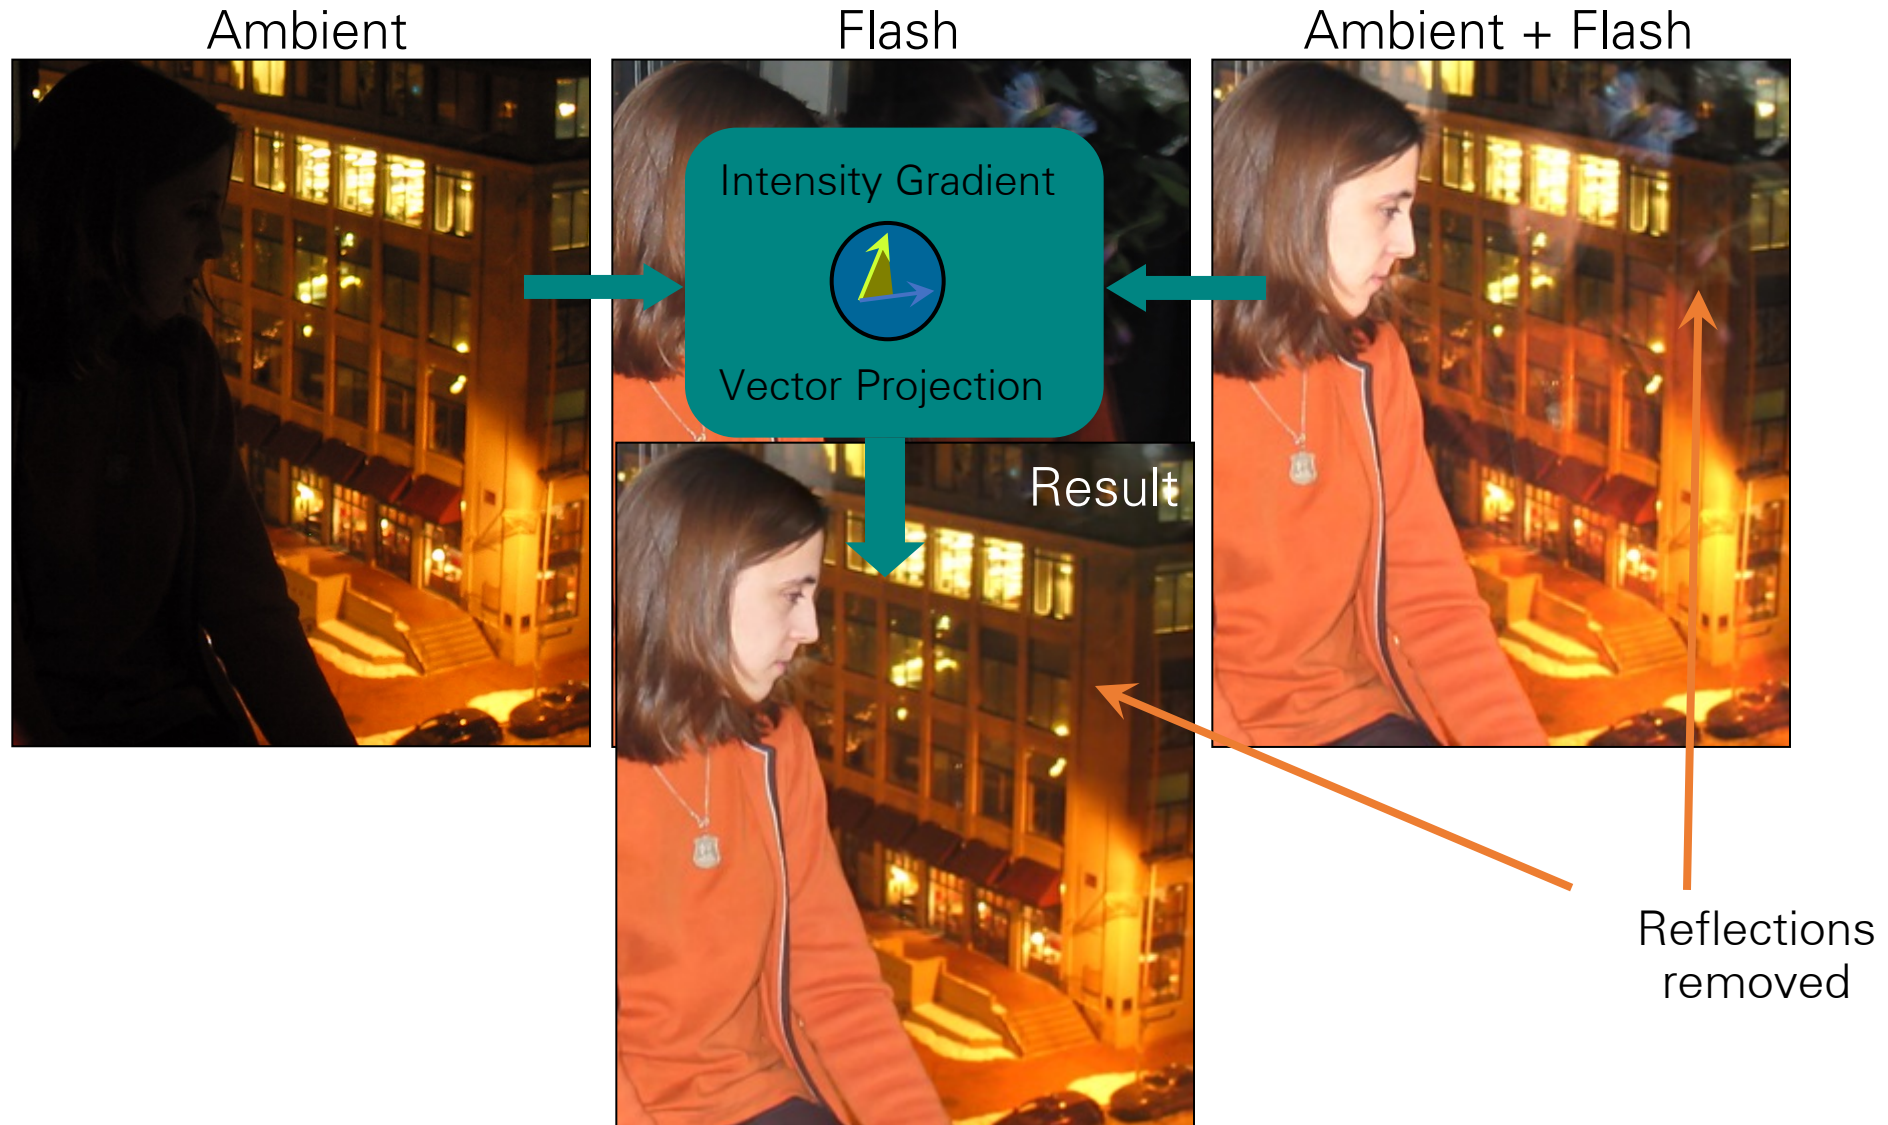 Ambient
Flash
Ambient + Flash
Intensity Gradient
Vector Projection
Result
Reflections
removed